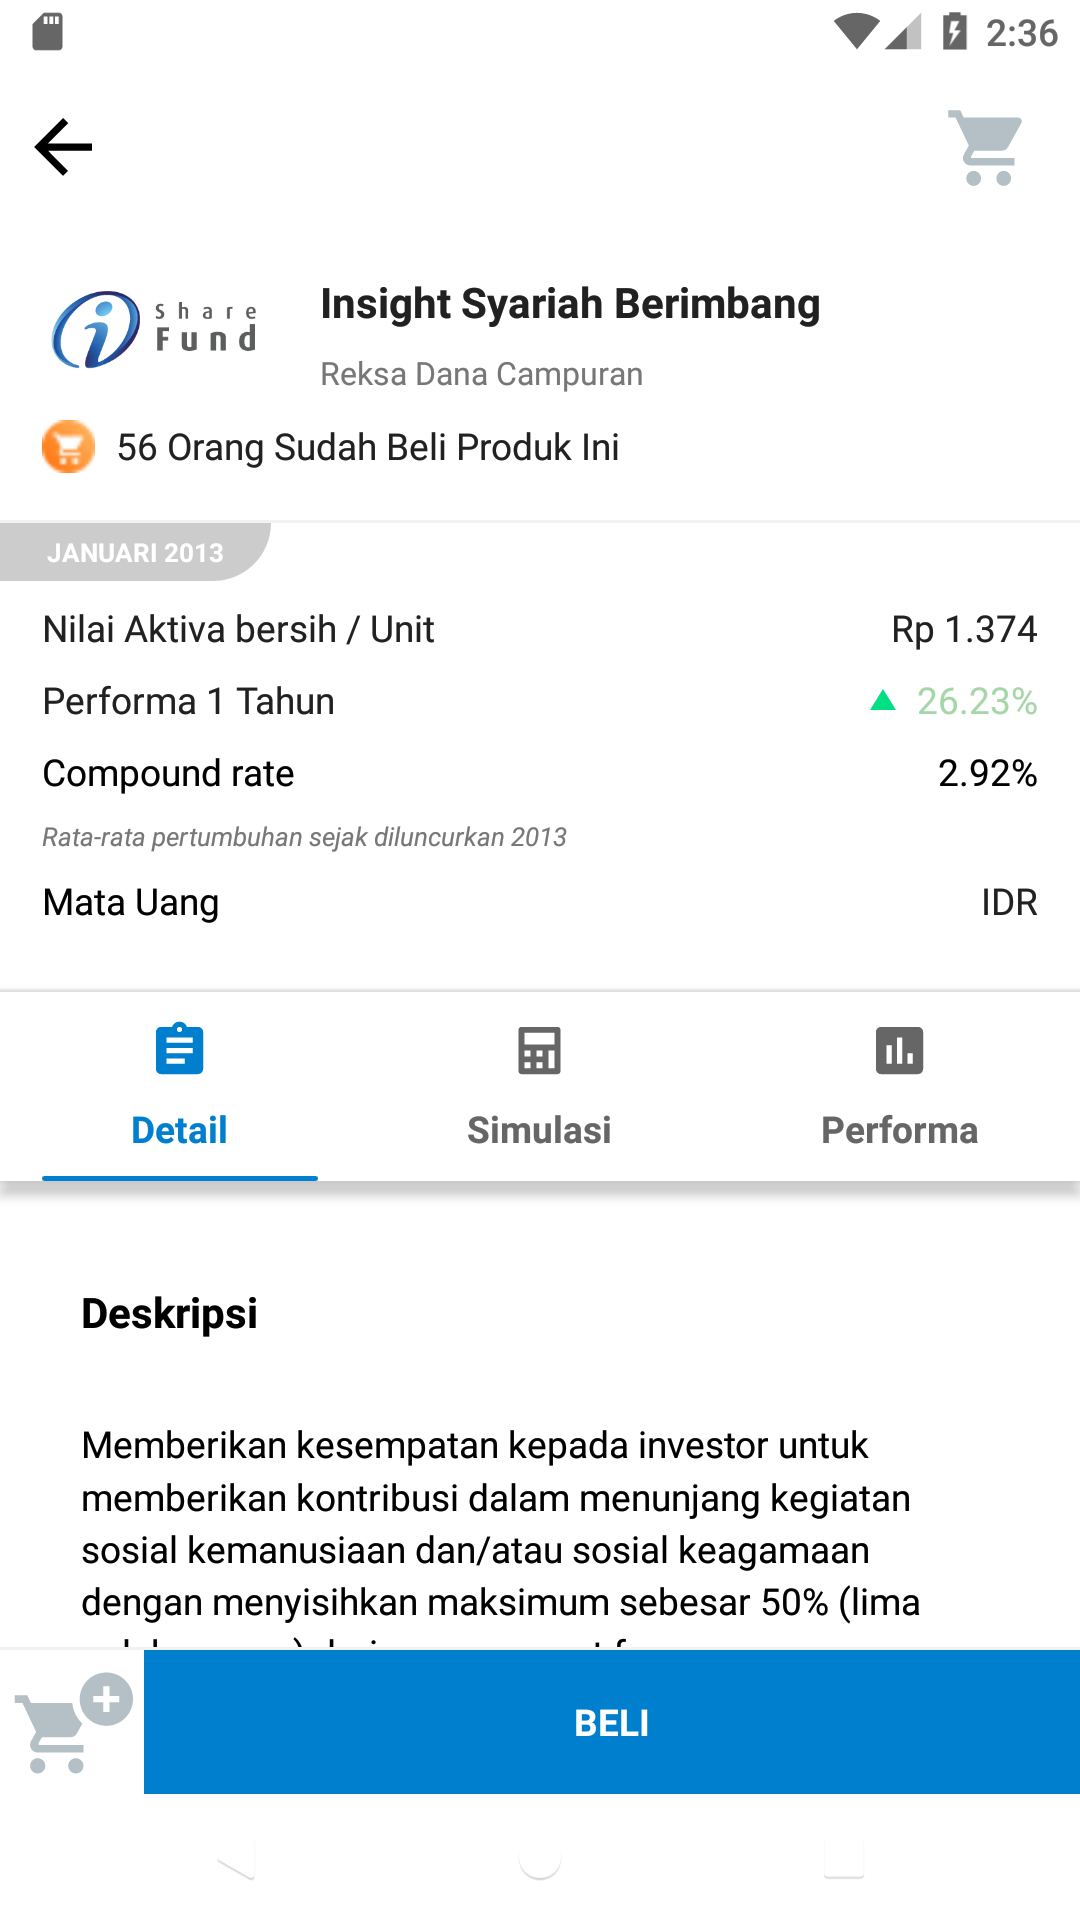 2:36
Share
Fund
Insight Syariah Berimbang
Reksa Dana Campuran
56 Orang Sudah Beli Produk Ini
JANUARI 2013
Nilai Aktiva bersih / Unit Rp 1.374
Performa 1 Tahun 26.23%
Compound rate 2.92%
Rata-rata pertumbuhan sejak diluncurkan 2013
Mata Uang IDR
Detail Simulasi Performa
Deskripsi
Memberikan kesempatan kepada investor untuk
memberikan kontribusi dalam menunjang kegiatan
sosial kemanusiaan dan/atau sosial keagamaan
dengan menyisihkan maksimum sebesar 50% (lima
BELI